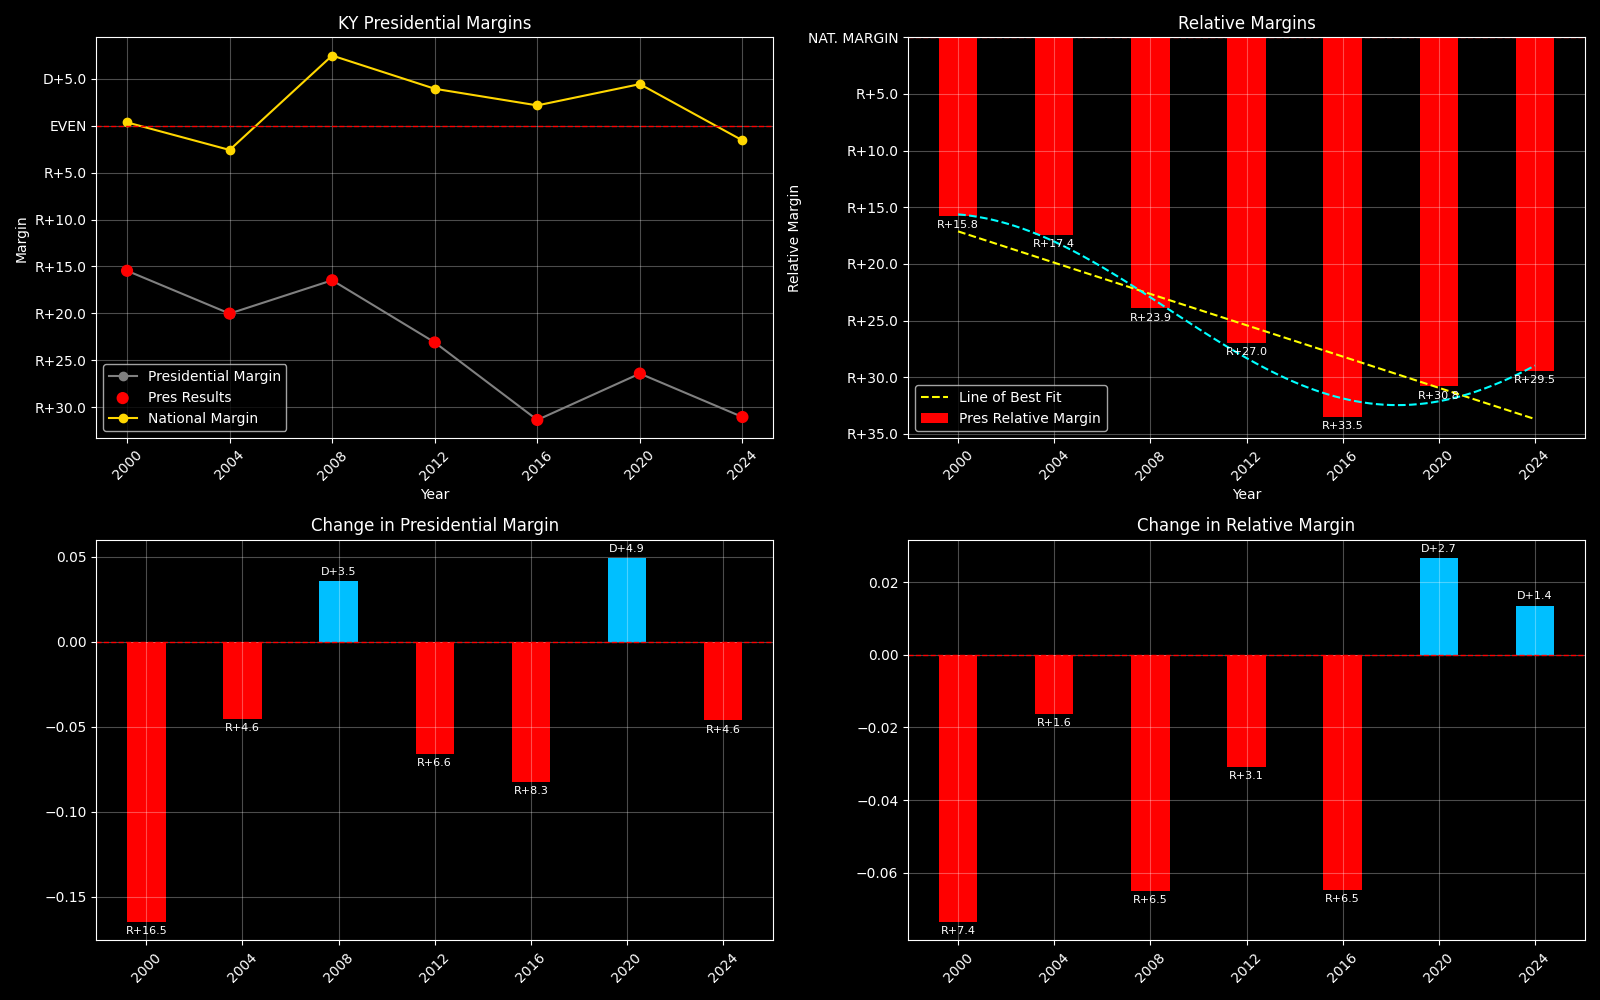 KY Presidential Margins
D+5.0
EVEN
R+5.0
R+10.0
R+15.0
R+20.0
R+25.0
R+30.0
Margin
Presidential Margin
Pres Results
National Margin
2000
2004
2008
2012
2016
2020
2024
Year
Relative Margins
NAT. MARGIN
R+5.0
R+10.0
R+15.0
R+20.0
R+25.0
R+30.0
R+35.0
Relative Margin
R+15.8
R+17.4
R+23.9
R+27.0
R+33.5
R+30.8
R+29.5
Line of Best Fit
Pres Relative Margin
2000
2004
2008
2012
2016
2020
2024
Year
Change in Presidential Margin
0.05
0.00
−0.05
−0.10
−0.15
R+16.5
R+4.6
D+3.5
R+6.6
R+8.3
D+4.9
R+4.6
2000
2004
2008
2012
2016
2020
2024
Change in Relative Margin
0.02
0.00
−0.02
−0.04
−0.06
R+7.4
R+1.6
R+6.5
R+3.1
R+6.5
D+2.7
D+1.4
2000
2004
2008
2012
2016
2020
2024